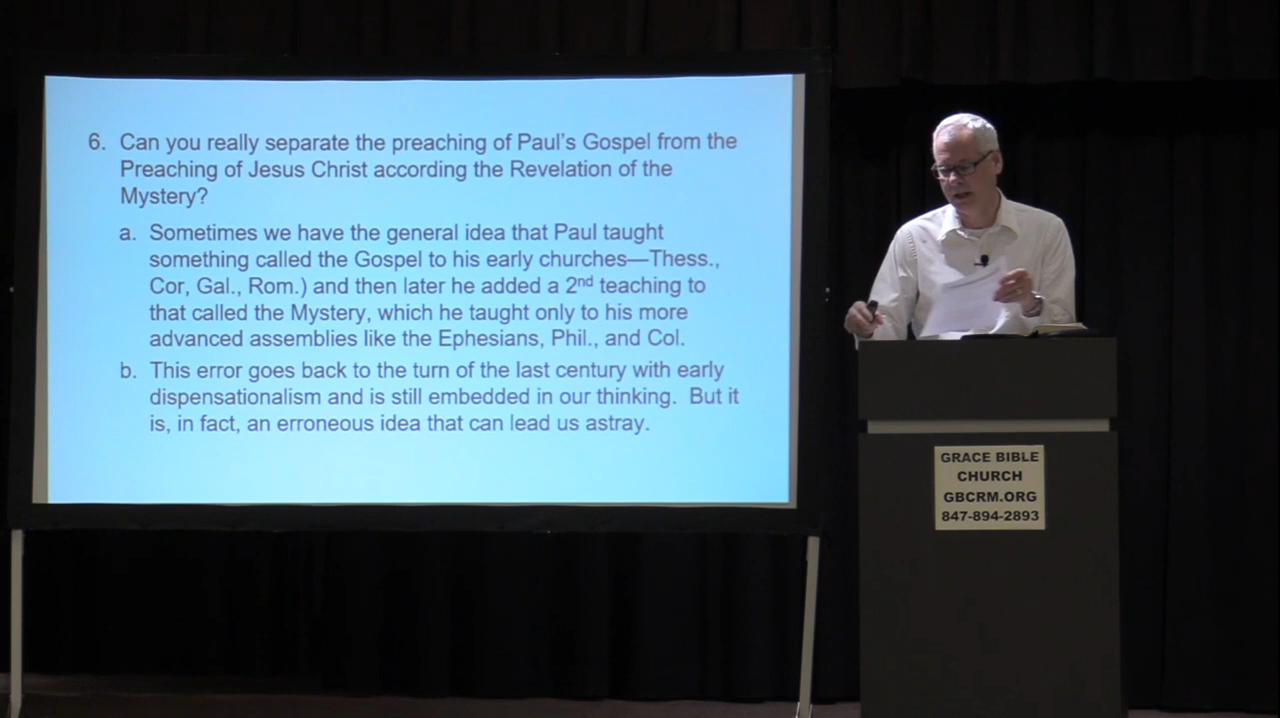 6. Can you really separate the preaching of Paul's Gospel from the
Preaching of Jesus Christ according the Revelation of the
Mystery?
a. Sometimes we have the general idea that Paul taught
something called the Gospel to his early churches—Thess.,
Cor, Gal., Rom.) and then later he added a 2nd teaching to
that called the Mystery, which he taught only to his more
advanced assemblies like the Ephesians, Phil., and Col.
b. This error goes back to the turn of the last century with early
dispensationalism and is still embedded in our thinking. But it
is, in fact, an erroneous idea that can lead us astray.
GRACE BIBLE
CHURCH
GBCRM.ORG
847-894-2893